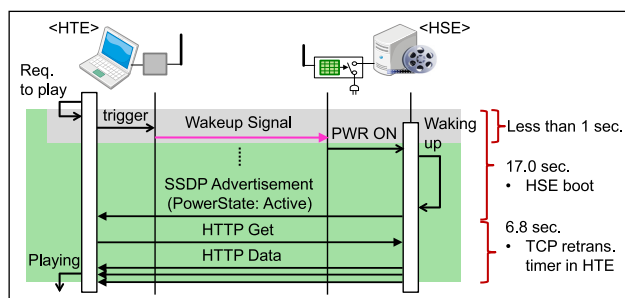 <HTE>
<HSE>
Req.
to play
trigger
Wakeup Signal
PWR ON
Waking
up
Less than 1 sec.
17.0 sec.
• HSE boot
SSDP Advertisement
(PowerState: Active)
HTTP Get
6.8 sec.
• TCP retrans.
timer in HTE
HTTP Data
Playing